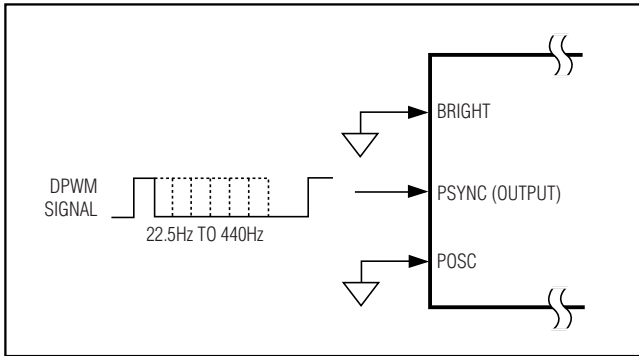 BRIGHT
DPWM
SIGNAL
PSYNC (OUTPUT)
22.5Hz TO 440Hz
POSC